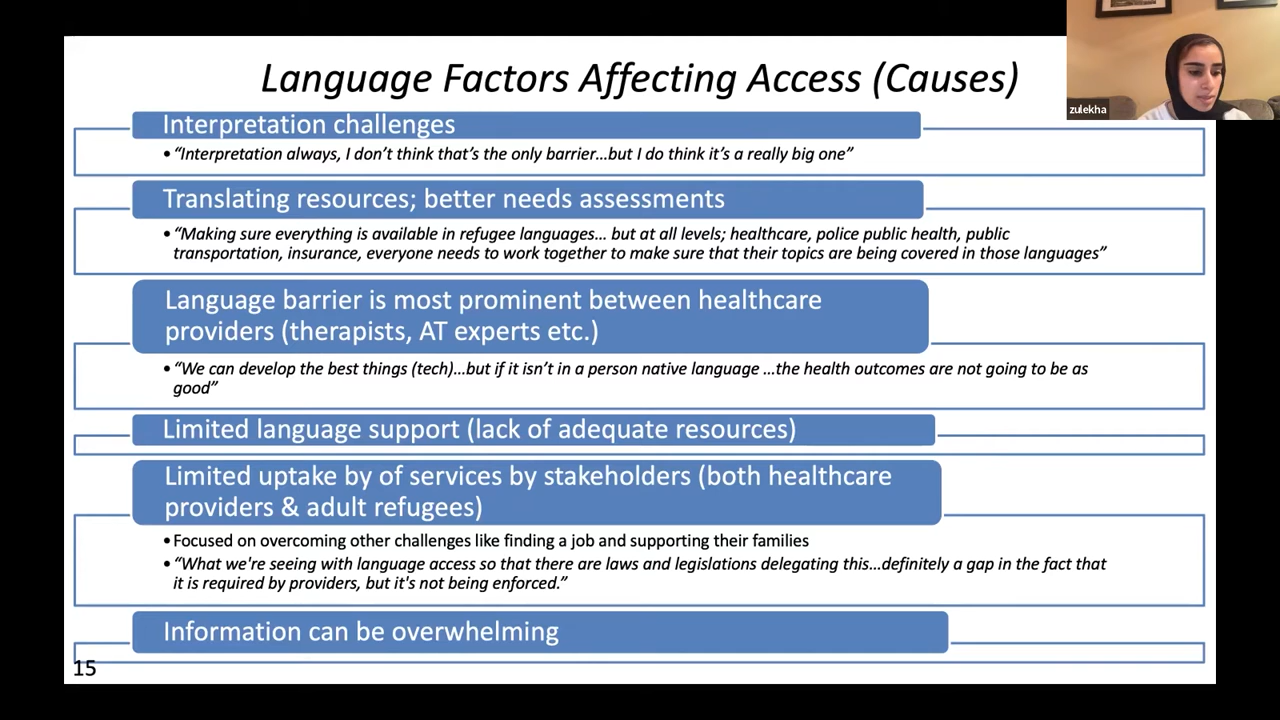 Language Factors Affecting Access (Causes)
zulekha
Interpretation challenges
•“Interpretation always, I don’t think that’s the only barrier…but I do think it’s a really big one”
Translating resources; better needs assessments
•“Making sure everything is available in refugee languages… but at all levels; healthcare, police public health, public
transportation, insurance, everyone needs to work together to make sure that their topics are being covered in those languages”
Language barrier is most prominent between healthcare
providers (therapists, AT experts etc.)
•“We can develop the best things (tech)…but if it isn’t in a person native language …the health outcomes are not going to be as
good”
Limited language support (lack of adequate resources)
Limited uptake by of services by stakeholders (both healthcare
providers & adult refugees)
•Focused on overcoming other challenges like finding a job and supporting their families
•“What we're seeing with language access so that there are laws and legislations delegating this…definitely a gap in the fact that
it is required by providers, but it's not being enforced.”
Information can be overwhelming
15